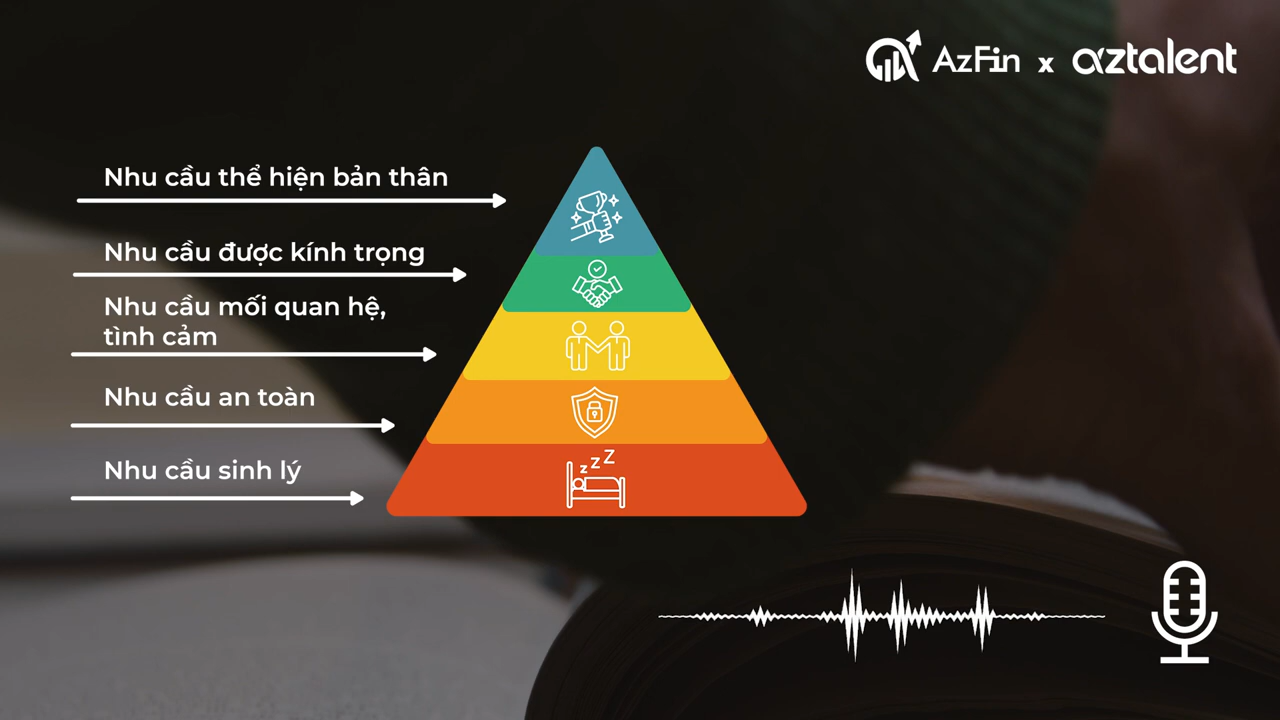 AzFin x aztalent
Nhu cầu thể hiện bản thân
Nhu cầu được kính trọng
Nhu cầu mối quan hệ,
tình cảm
Nhu cầu an toàn
Nhu cầu sinh lý
z z Z